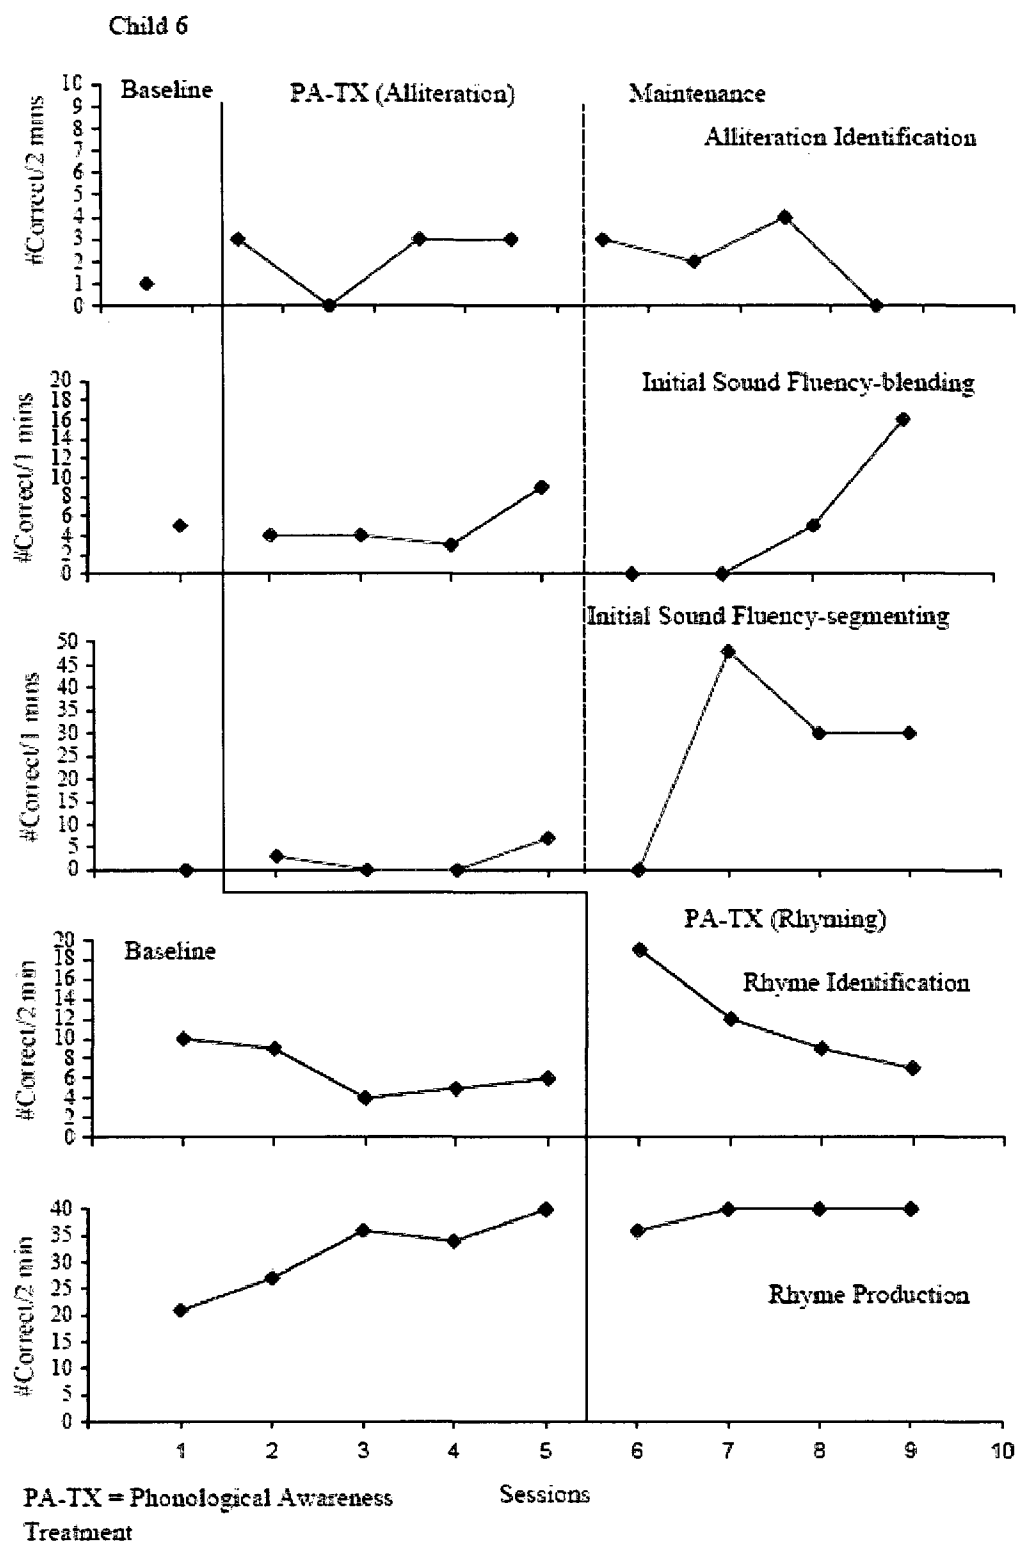 Child 6
Baseline PA-TX (Alliteration) Maintenance
Alliteration Identification
#Correct/2 mins
10
9
8
7
6
5
4
3
2
1
0
Initial Sound Fluency-blending
#Correct/1 mins
20
18
16
14
12
10
8
6
4
2
0
Initial Sound Fluency-segmenting
#Correct/1 mins
50
45
40
35
30
25
20
15
10
5
0
PA-TX (Rhyming)
Baseline
Rhyme Identification
#Correct/2 min
20
18
16
14
12
10
8
6
4
2
0
Rhyme Production
#Correct/2 min
40
35
30
25
20
15
10
5
0
1 2 3 4 5 6 7 8 9 10
Sessions
PA-TX = Phonological Awareness
Treatment